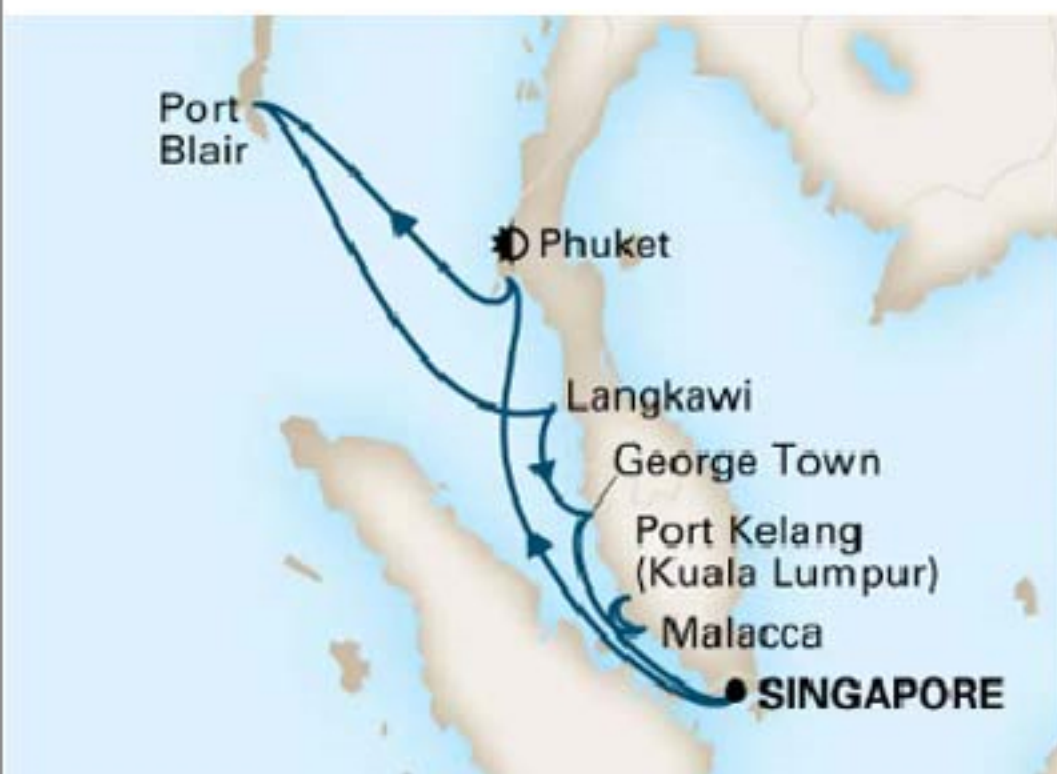 Port
Blair
Phuket
Langkawi
George Town
Port Kelang
(Kuala Lumpur)
Malacca
SINGAPORE